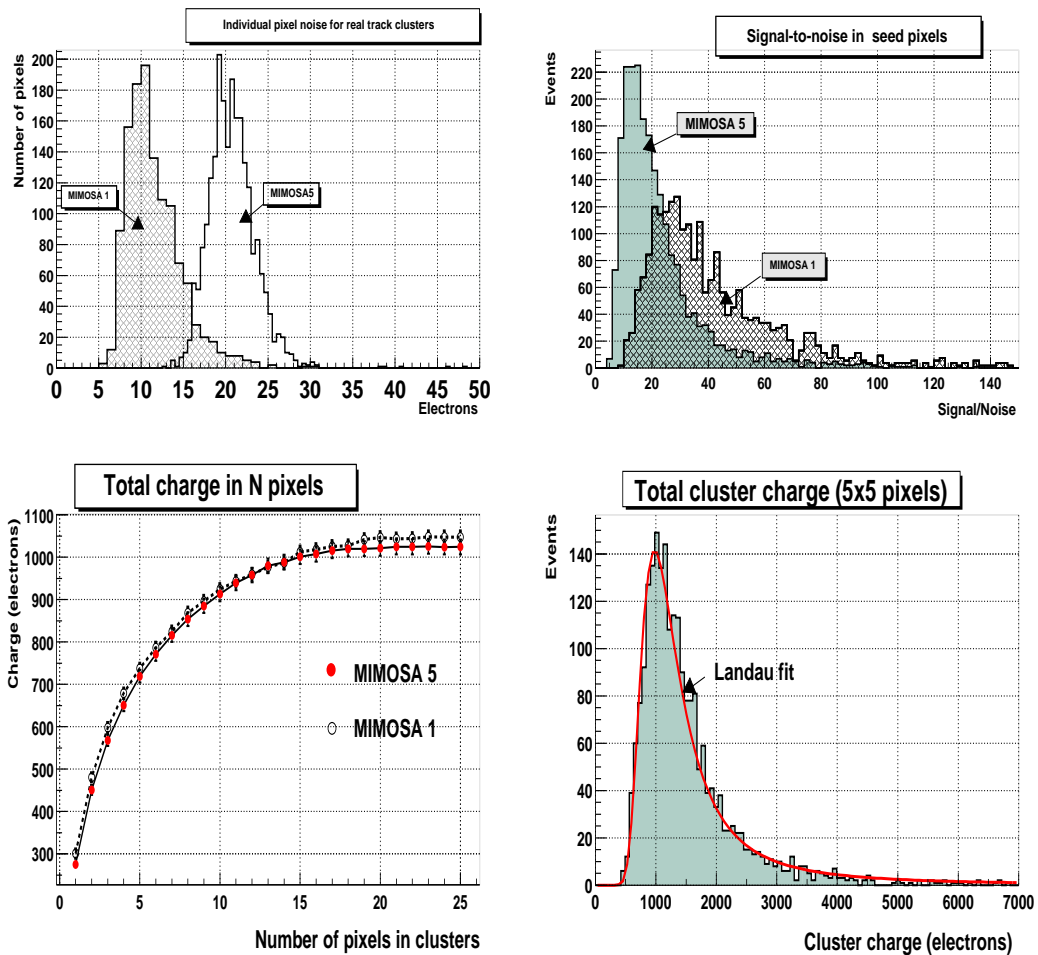 Individual pixel noise for real track clusters
Number of pixels
200
180
160
140
120
100
80
60
40
20
0
MIMOSA 1
MIMOSA5
0 5 10 15 20 25 30 35 40 45 50
Electrons
Signal-to-noise in seed pixels
Events
220
200
180
160
140
120
100
80
60
40
20
0
MIMOSA 5
MIMOSA 1
0 20 40 60 80 100 120 140
Signal/Noise
Total charge in N pixels
Charge (electrons)
1100
1000
900
800
700
600
500
400
300
MIMOSA 5
MIMOSA 1
0 5 10 15 20 25
Number of pixels in clusters
Total cluster charge (5x5 pixels)
Events
140
120
100
80
60
40
20
0
Landau fit
0 1000 2000 3000 4000 5000 6000 7000
Cluster charge (electrons)